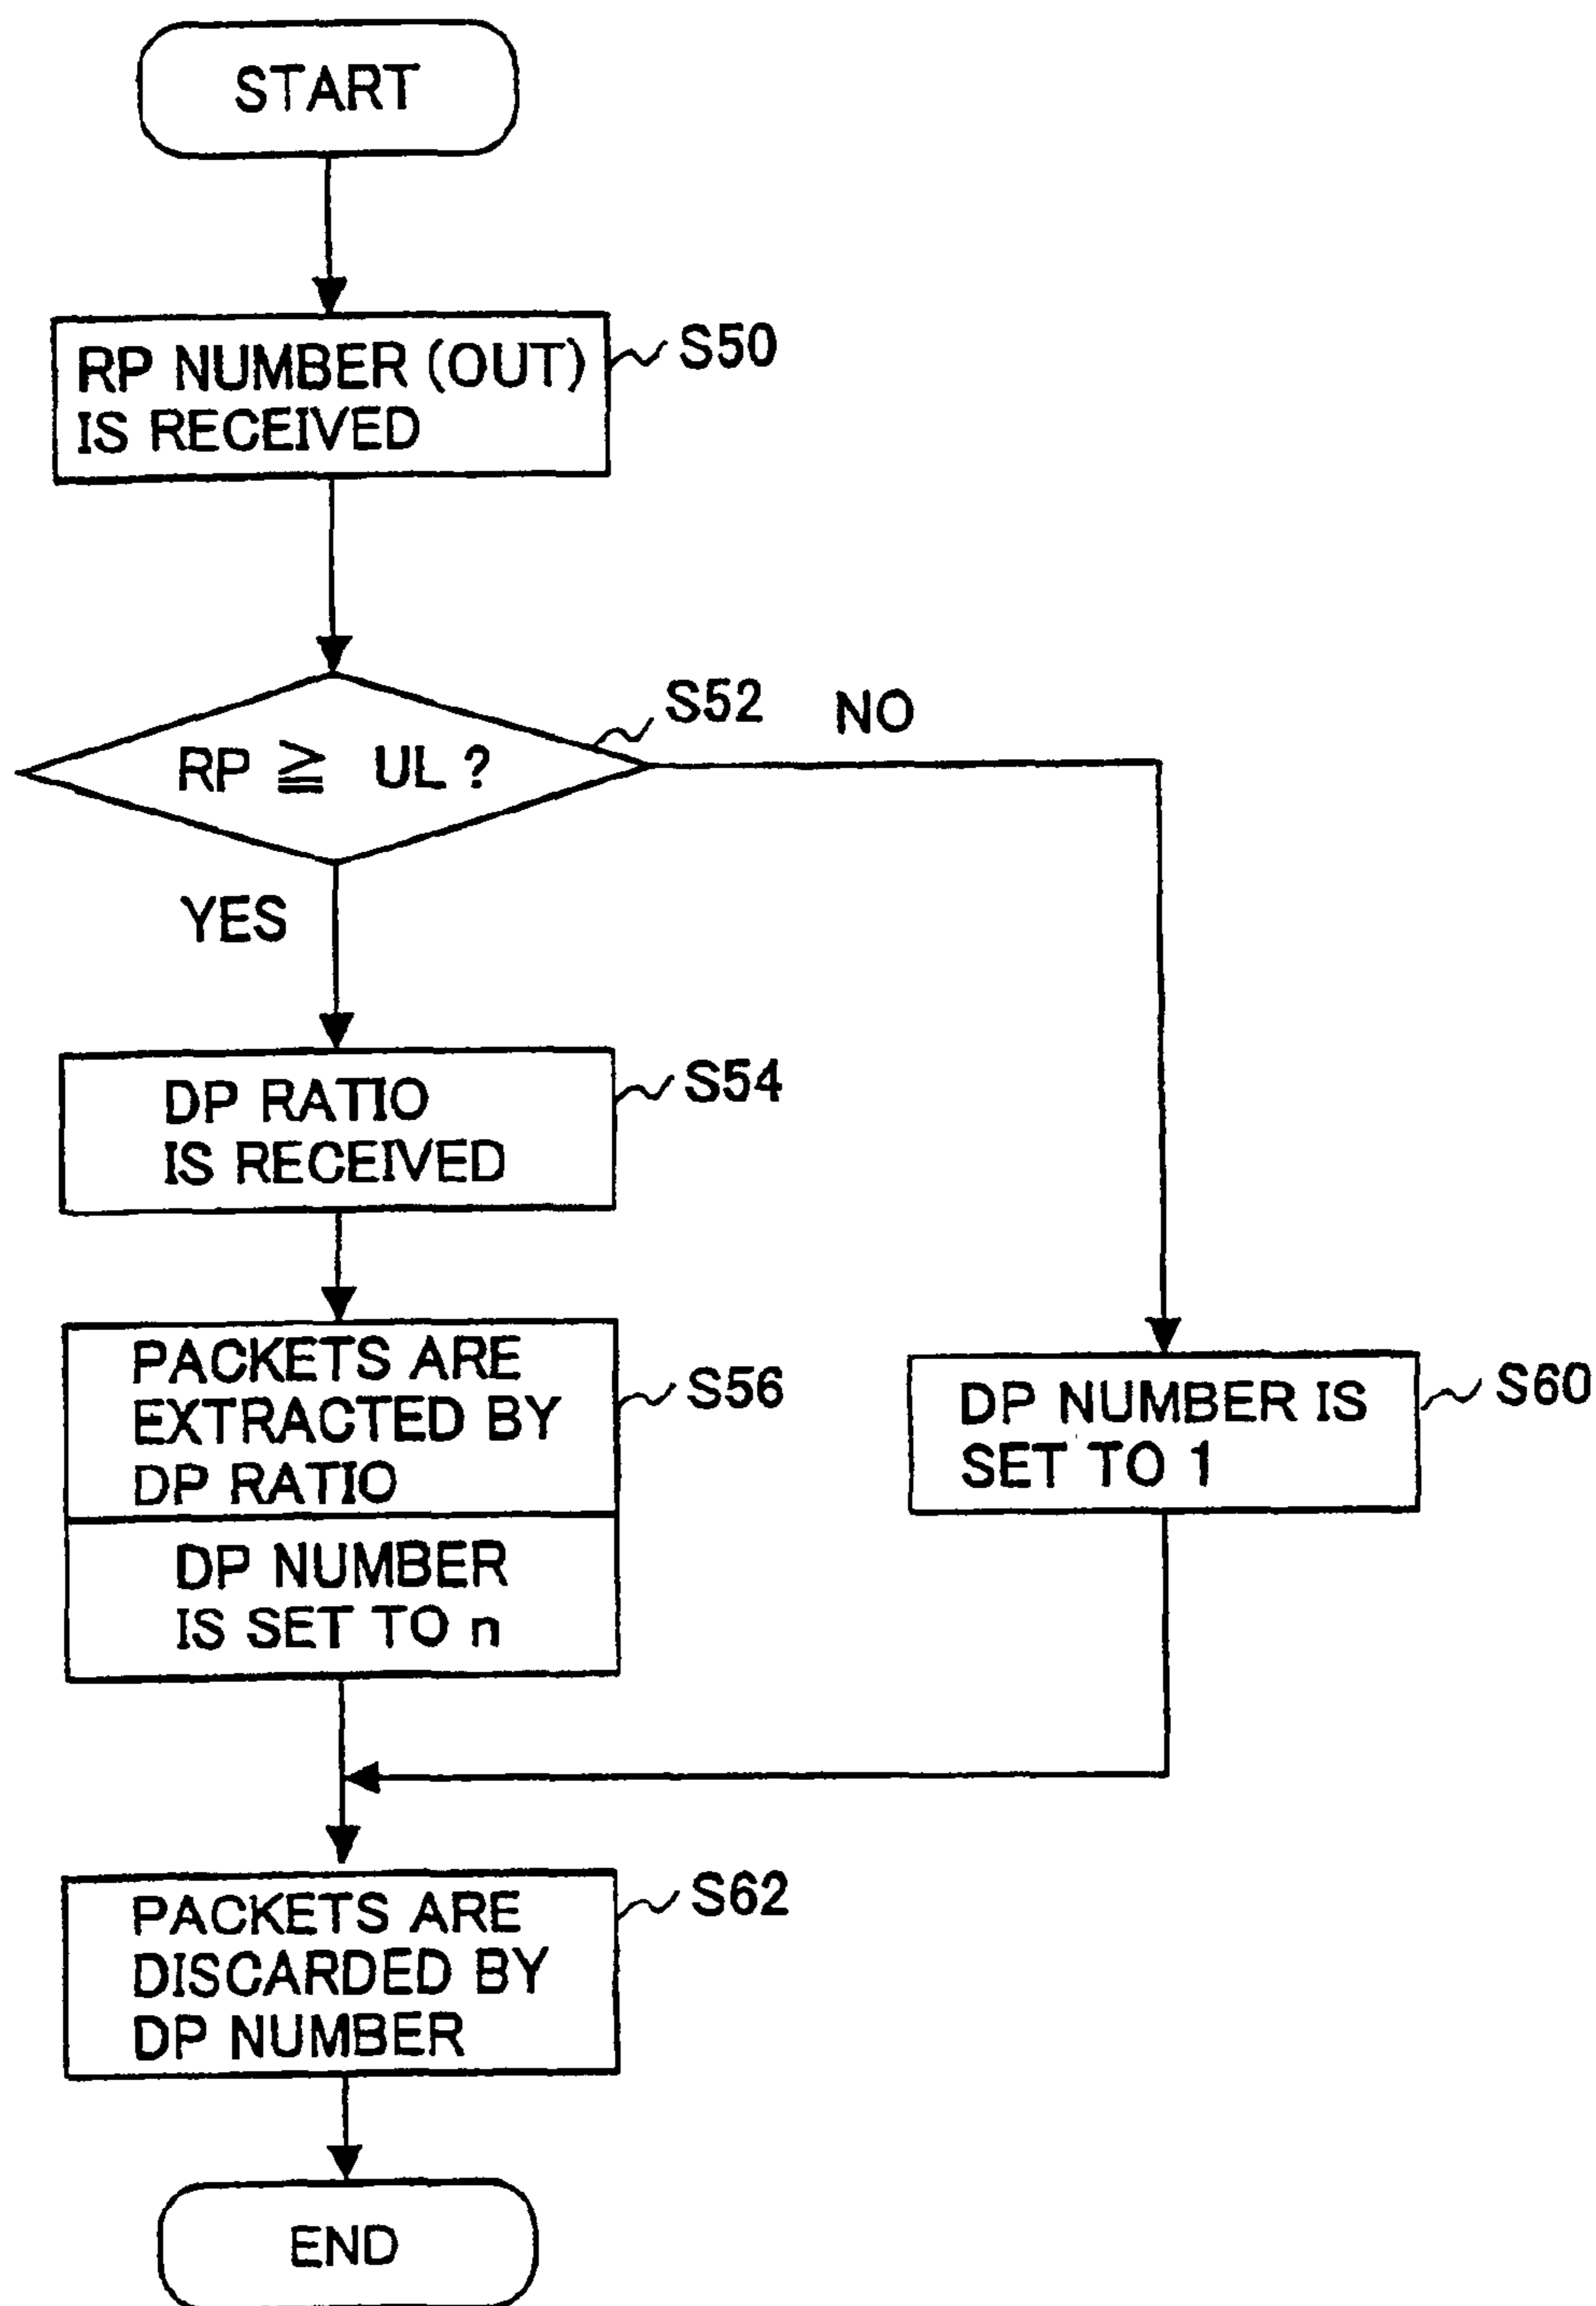 START
RP NUMBER (OUT)
IS RECEIVED
S50
RP ≧ UL ?
S52
NO
YES
DP RATIO
IS RECEIVED
S54
PACKETS ARE
EXTRACTED BY
DP RATIO
S56
DP NUMBER
IS SET TO n
DP NUMBER IS
SET TO 1
S60
PACKETS ARE
DISCARDED BY
DP NUMBER
S62
END